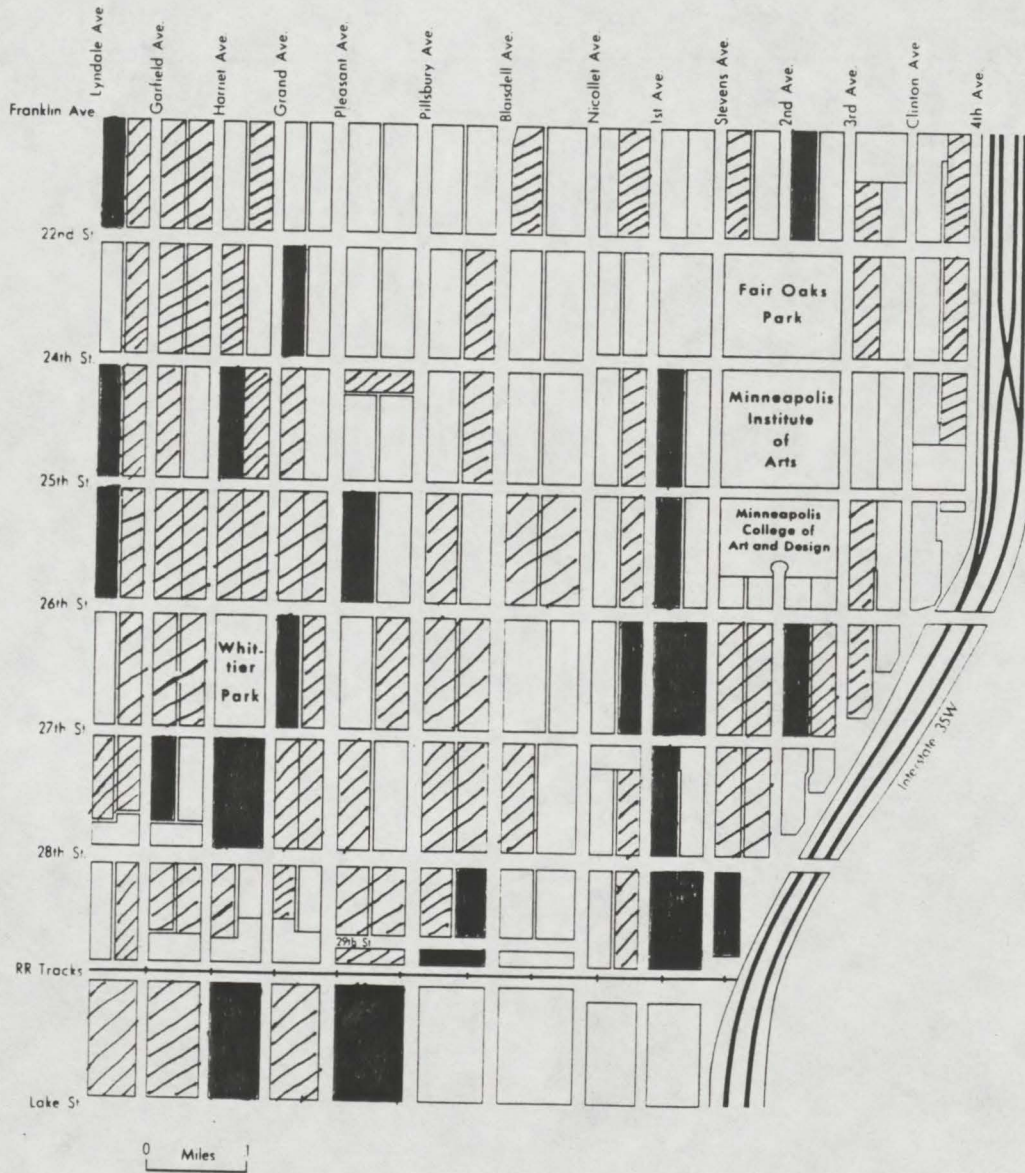 Lyndale Ave
Garfield Ave.
Harriet Ave.
Grand Ave.
Pleasant Ave.
Pillsbury Ave.
Blaisdell Ave.
Nicollet Ave.
1st Ave.
Stevens Ave.
2nd Ave.
3rd Ave.
Clinton Ave.
4th Ave.
Franklin Ave
22nd St
Fair Oaks
Park
24th St.
Minneapolis
Institute
of
Arts
25th St
Minneapolis
College of
Art and Design
26th St
Whit-
tier
Park
27th St
Interstate 35W
28th St.
29th St
RR Tracks
Lake St
0 Miles 1